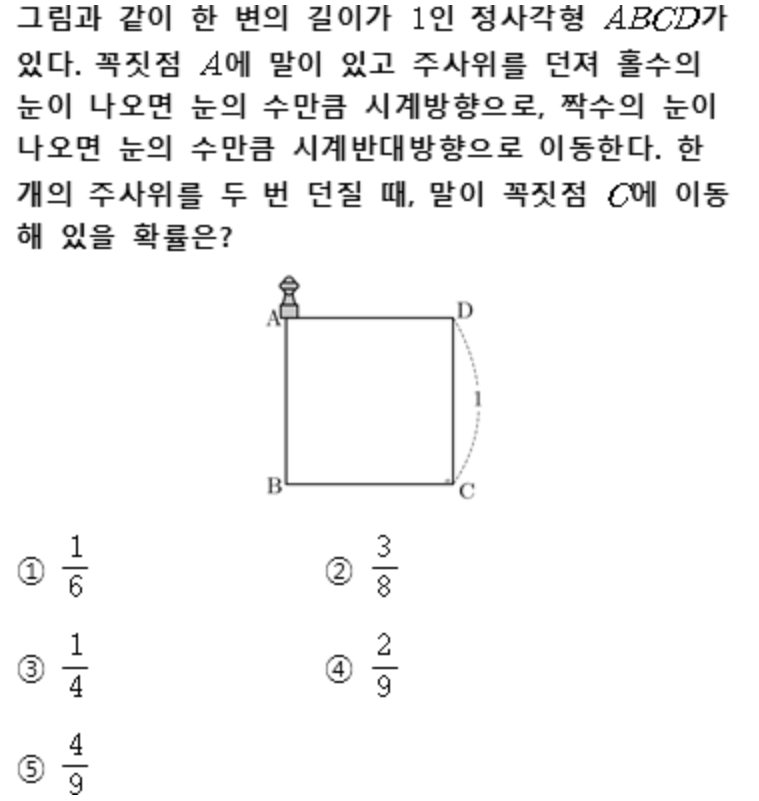 그림과 같이 한 변의 길이가 1인 정사각형 ABCD가
있다. 꼭짓점 A에 말이 있고 주사위를 던져 홀수의
눈이 나오면 눈의 수만큼 시계방향으로, 짝수의 눈이
나오면 눈의 수만큼 시계반대방향으로 이동한다. 한
개의 주사위를 두 번 던질 때, 말이 꼭짓점 C에 이동
해 있을 확률은?
A D
1
B C
① 1/6 ② 3/8
③ 1/4 ④ 2/9
⑤ 4/9